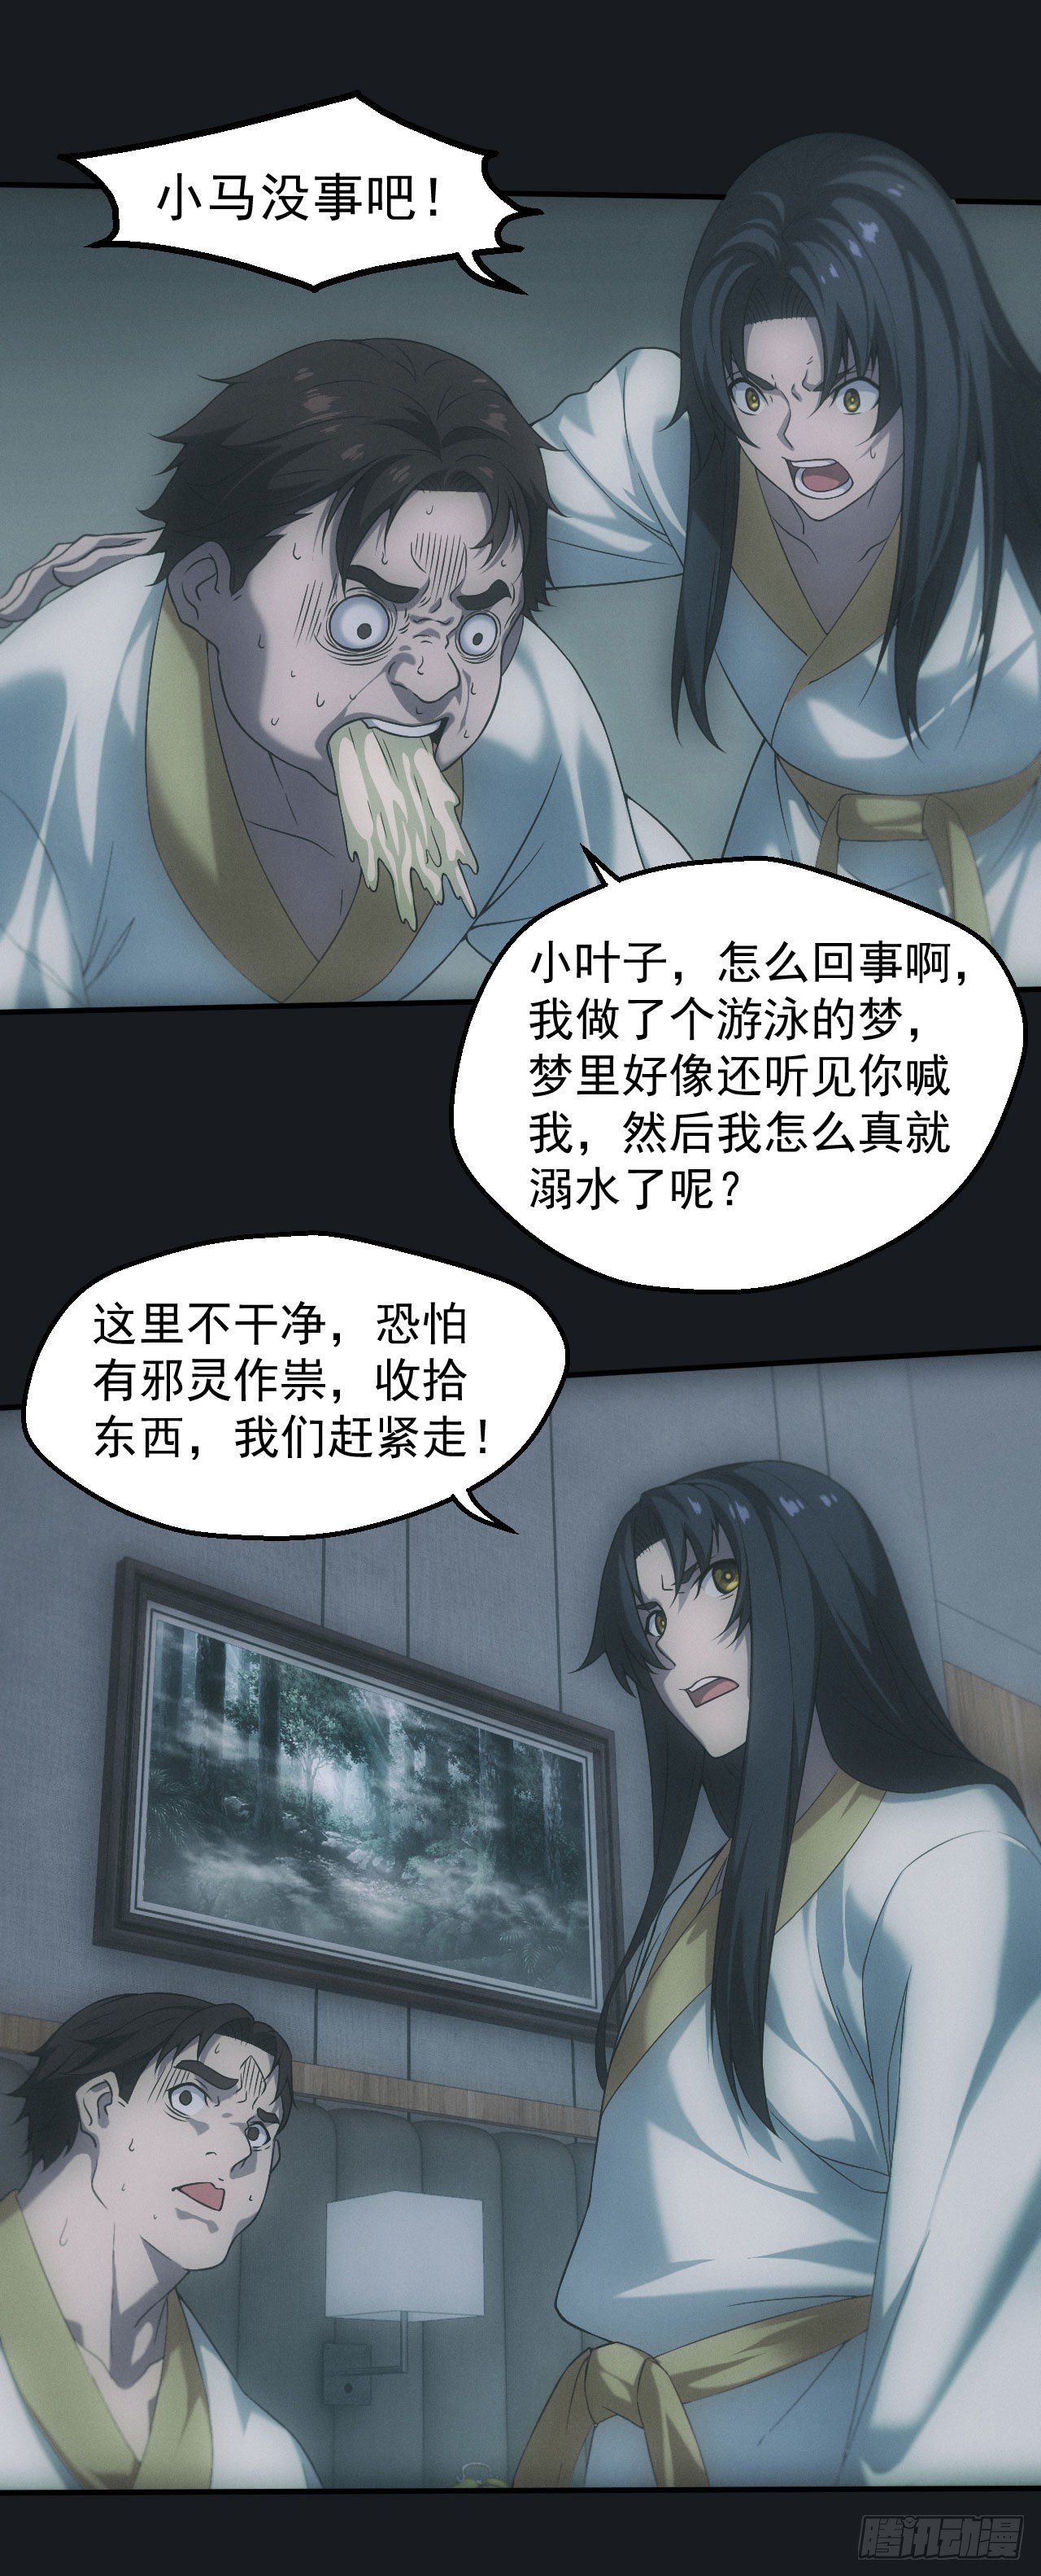 小马没事吧！
小叶子，怎么回事啊，
我做了个游泳的梦，
梦里好像还听见你喊
我，然后我怎么真就
溺水了呢？
这里不干净，恐怕
有邪灵作祟，收拾
东西，我们赶紧走！
腾讯动漫